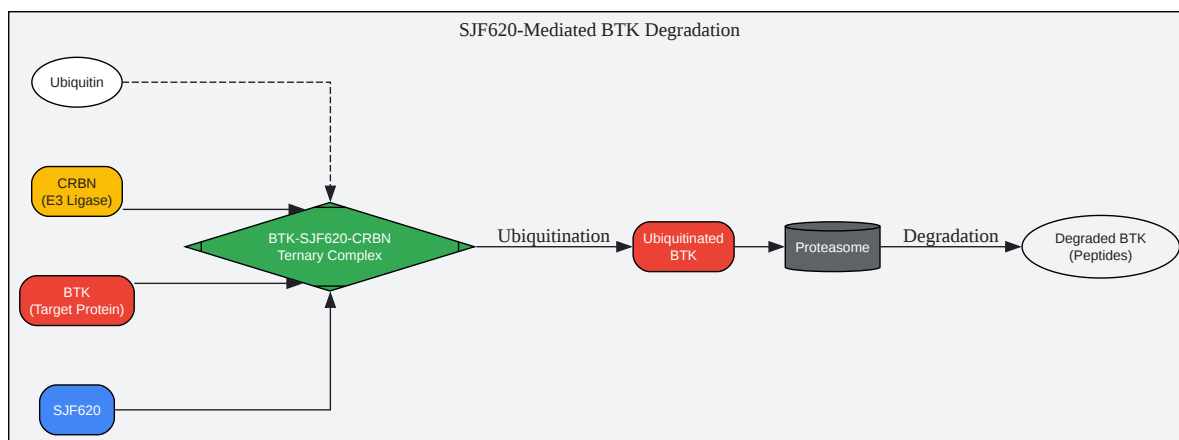 SJF620-Mediated BTK Degradation
Ubiquitin
CRBN
(E3 Ligase)
BTK
(Target Protein)
SJF620
BTK-SJF620-CRBN
Ternary Complex
Ubiquitination
Ubiquitinated
BTK
Proteasome
Degradation
Degraded BTK
(Peptides)